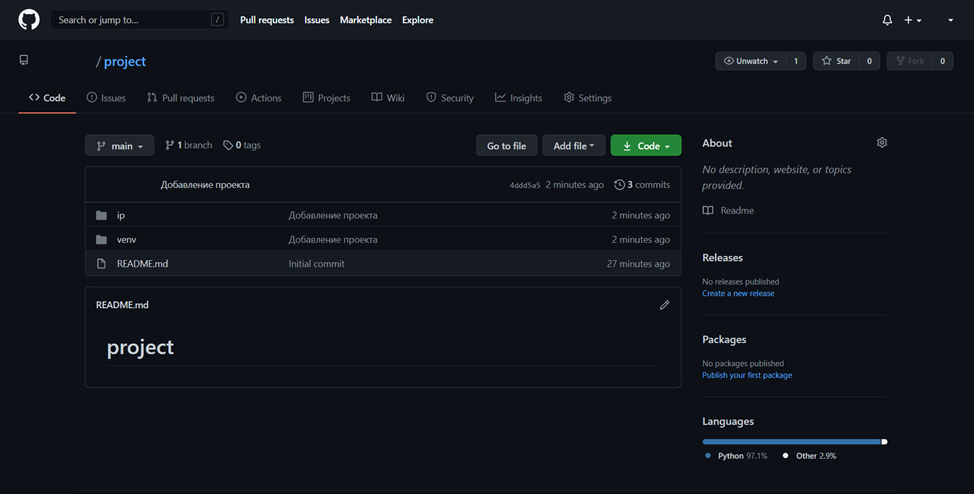 Search or jump to... /
Pull requests Issues Marketplace Explore
/ project
Unwatch 1 Star 0 Fork 0
Code Issues Pull requests Actions Projects Wiki Security Insights Settings
main 1 branch 0 tags Go to file Add file Code
Добавление проекта 4ddd5a5 2 minutes ago 3 commits
ip Добавление проекта 2 minutes ago
venv Добавление проекта 2 minutes ago
README.md Initial commit 27 minutes ago
README.md
project
About
No description, website, or topics
provided.
Readme
Releases
No releases published
Create a new release
Packages
No packages published
Publish your first package
Languages
Python 97.1% Other 2.9%